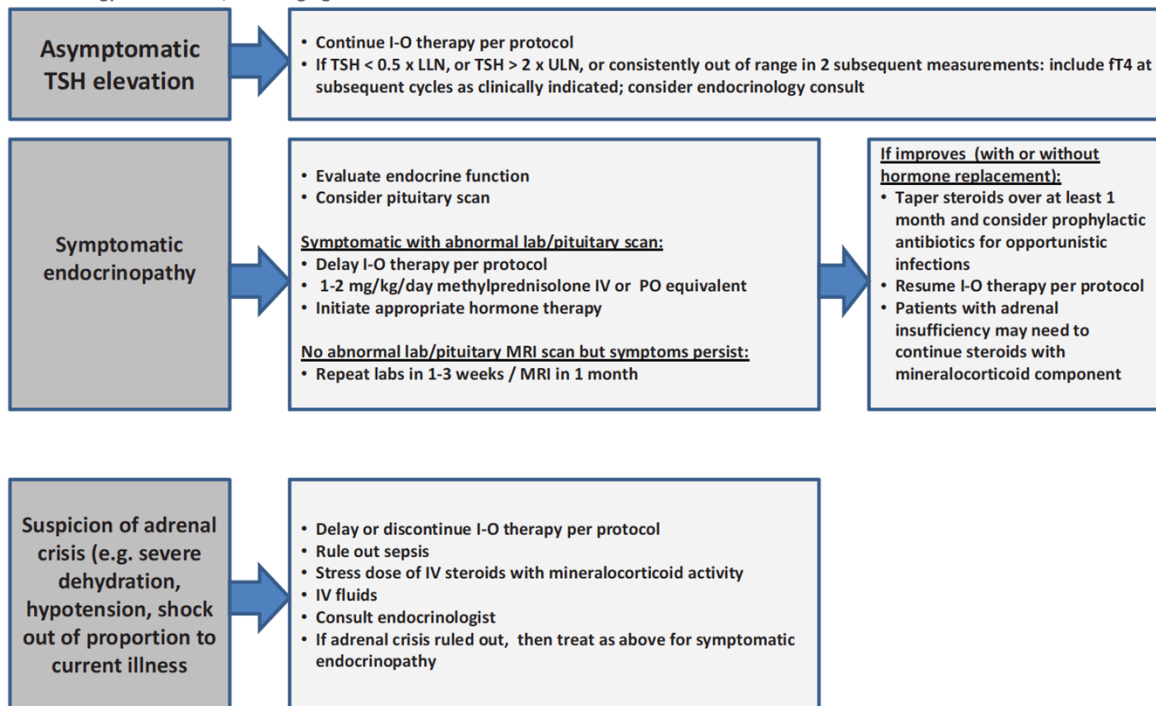 Asymptomatic
TSH elevation
• Continue I-O therapy per protocol
• If TSH < 0.5 x LLN, or TSH > 2 x ULN, or consistently out of range in 2 subsequent measurements: include fT4 at
subsequent cycles as clinically indicated; consider endocrinology consult
Symptomatic
endocrinopathy
• Evaluate endocrine function
• Consider pituitary scan
Symptomatic with abnormal lab/pituitary scan:
• Delay I-O therapy per protocol
• 1-2 mg/kg/day methylprednisolone IV or PO equivalent
• Initiate appropriate hormone therapy
No abnormal lab/pituitary MRI scan but symptoms persist:
• Repeat labs in 1-3 weeks / MRI in 1 month
If improves (with or without
hormone replacement):
• Taper steroids over at least 1
month and consider prophylactic
antibiotics for opportunistic
infections
• Resume I-O therapy per protocol
• Patients with adrenal
insufficiency may need to
continue steroids with
mineralocorticoid component
Suspicion of adrenal
crisis (e.g. severe
dehydration,
hypotension, shock
out of proportion to
current illness
• Delay or discontinue I-O therapy per protocol
• Rule out sepsis
• Stress dose of IV steroids with mineralocorticoid activity
• IV fluids
• Consult endocrinologist
• If adrenal crisis ruled out, then treat as above for symptomatic
endocrinopathy